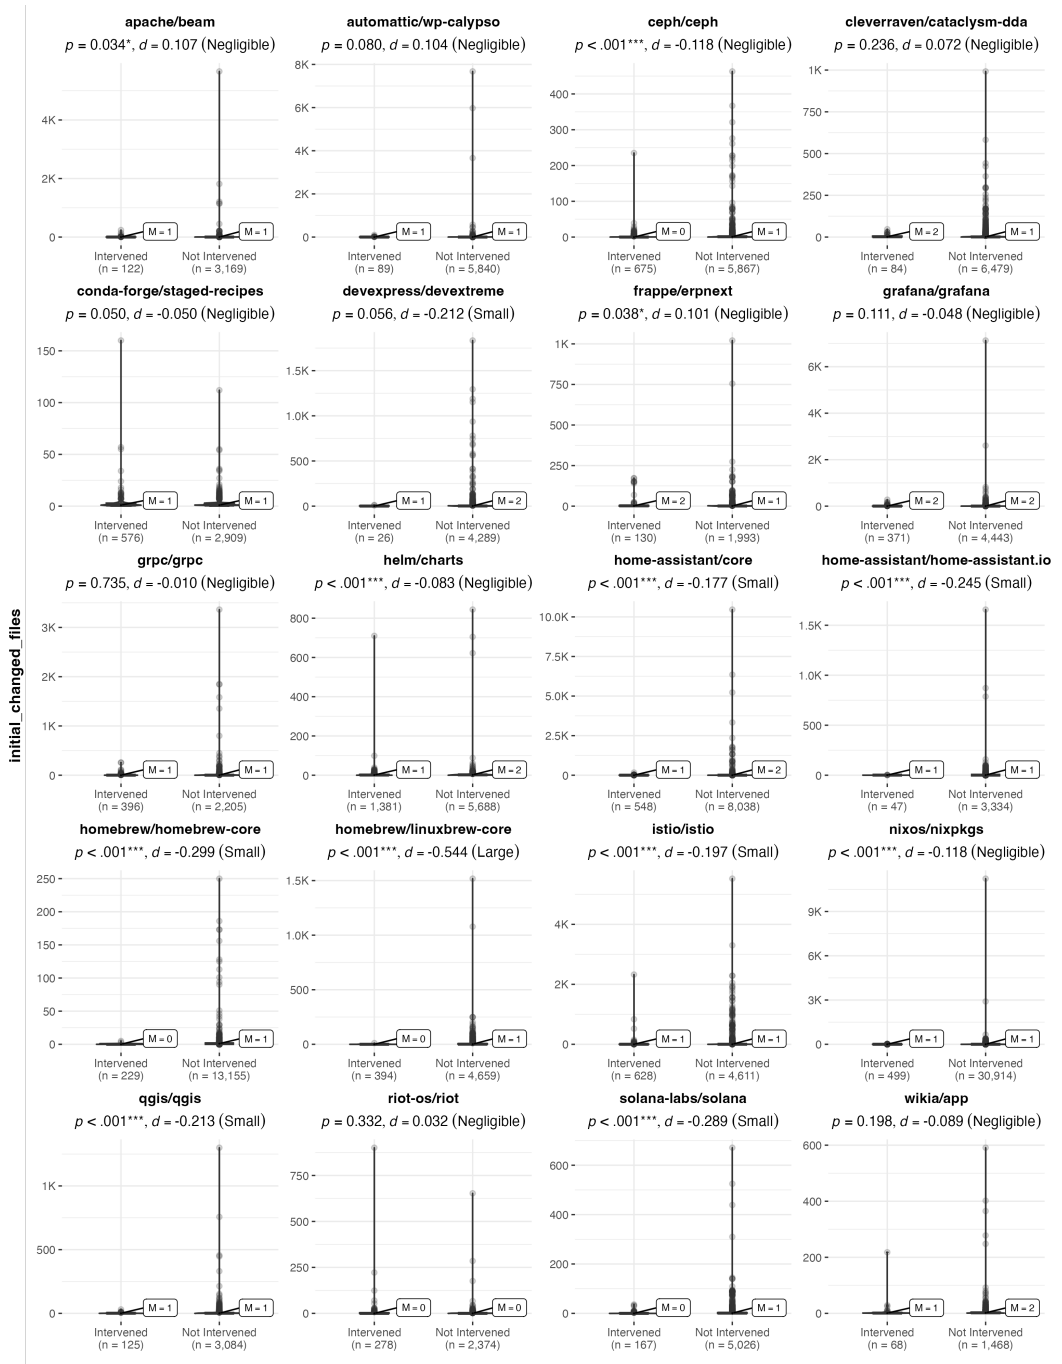 initial_changed_files
apache/beam
p = 0.034*, d = 0.107 (Negligible)
4K
2K
0
M = 1
M = 1
Intervened Not Intervened
(n = 122) (n = 3,169)
automattic/wp-calypso
p = 0.080, d = 0.104 (Negligible)
8K
6K
4K
2K
0
M = 1
M = 1
Intervened Not Intervened
(n = 89) (n = 5,840)
ceph/ceph
p < .001***, d = -0.118 (Negligible)
400
300
200
100
0
M = 0
M = 1
Intervened Not Intervened
(n = 675) (n = 5,867)
cleverraven/cataclysm-dda
p = 0.236, d = 0.072 (Negligible)
1K
750
500
250
0
M = 2
M = 1
Intervened Not Intervened
(n = 84) (n = 6,479)
conda-forge/staged-recipes
p = 0.050, d = -0.050 (Negligible)
150
100
50
0
M = 1
M = 1
Intervened Not Intervened
(n = 576) (n = 2,909)
devexpress/devextreme
p = 0.056, d = -0.212 (Small)
1.5K
1.0K
500
0
M = 1
M = 2
Intervened Not Intervened
(n = 26) (n = 4,289)
frappe/erpnext
p = 0.038*, d = 0.101 (Negligible)
1K
750
500
250
0
M = 2
M = 1
Intervened Not Intervened
(n = 130) (n = 1,993)
grafana/grafana
p = 0.111, d = -0.048 (Negligible)
6K
4K
2K
0
M = 2
M = 2
Intervened Not Intervened
(n = 371) (n = 4,443)
grpc/grpc
p = 0.735, d = -0.010 (Negligible)
3K
2K
1K
0
M = 1
M = 1
Intervened Not Intervened
(n = 396) (n = 2,205)
helm/charts
p < .001***, d = -0.083 (Negligible)
800
600
400
200
0
M = 1
M = 2
Intervened Not Intervened
(n = 1,381) (n = 5,688)
home-assistant/core
p < .001***, d = -0.177 (Small)
10.0K
7.5K
5.0K
2.5K
0
M = 1
M = 2
Intervened Not Intervened
(n = 548) (n = 8,038)
home-assistant/home-assistant.io
p < .001***, d = -0.245 (Small)
1.5K
1.0K
500
0
M = 1
M = 1
Intervened Not Intervened
(n = 47) (n = 3,334)
homebrew/homebrew-core
p < .001***, d = -0.299 (Small)
250
200
150
100
50
0
M = 0
M = 1
Intervened Not Intervened
(n = 229) (n = 13,155)
homebrew/linuxbrew-core
p < .001***, d = -0.544 (Large)
1.5K
1.0K
500
0
M = 0
M = 1
Intervened Not Intervened
(n = 394) (n = 4,659)
istio/istio
p < .001***, d = -0.197 (Small)
4K
2K
0
M = 1
M = 1
Intervened Not Intervened
(n = 628) (n = 4,611)
nixos/nixpkgs
p < .001***, d = -0.118 (Negligible)
9K
6K
3K
0
M = 1
M = 1
Intervened Not Intervened
(n = 499) (n = 30,914)
qgis/qgis
p < .001***, d = -0.213 (Small)
1K
500
0
M = 1
M = 1
Intervened Not Intervened
(n = 125) (n = 3,084)
riot-os/riot
p = 0.332, d = 0.032 (Negligible)
750
500
250
0
M = 0
M = 0
Intervened Not Intervened
(n = 278) (n = 2,374)
solana-labs/solana
p < .001***, d = -0.289 (Small)
600
400
200
0
M = 0
M = 1
Intervened Not Intervened
(n = 167) (n = 5,026)
wikia/app
p = 0.198, d = -0.089 (Negligible)
600
400
200
0
M = 1
M = 2
Intervened Not Intervened
(n = 68) (n = 1,468)